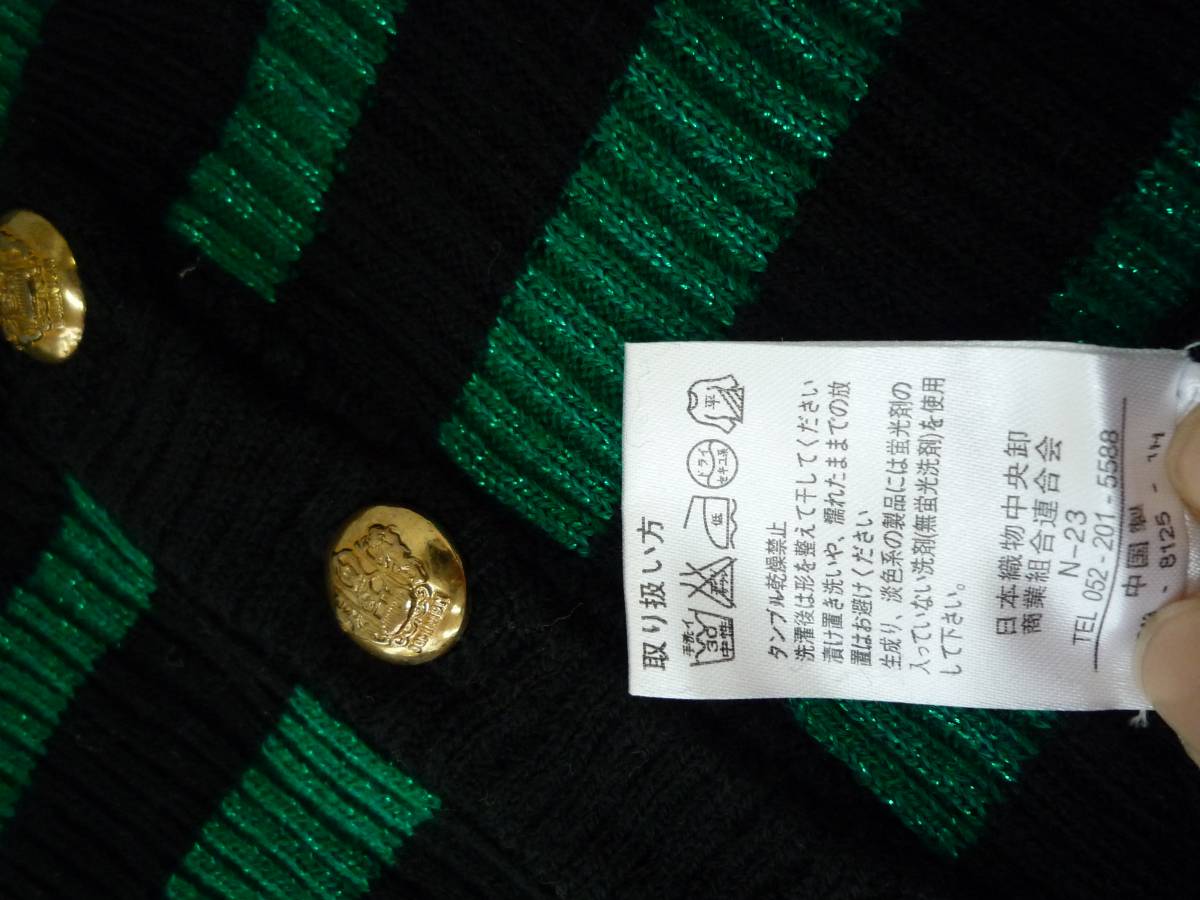 取り扱い方
手洗イ
30
中性
低
ドライ
セキユ系
平
タンブル乾燥禁止
洗濯後は形を整えて干してください
漬け置き洗いや、濡れたままでの放
置はお避けください
生成り、淡色系の製品には蛍光剤の
入っていない洗剤(無蛍光洗剤)を使用
して下さい。
日本織物中央卸
商業組合連合会
N-23
TEL 052-201-5588
中国製
- 8125 -